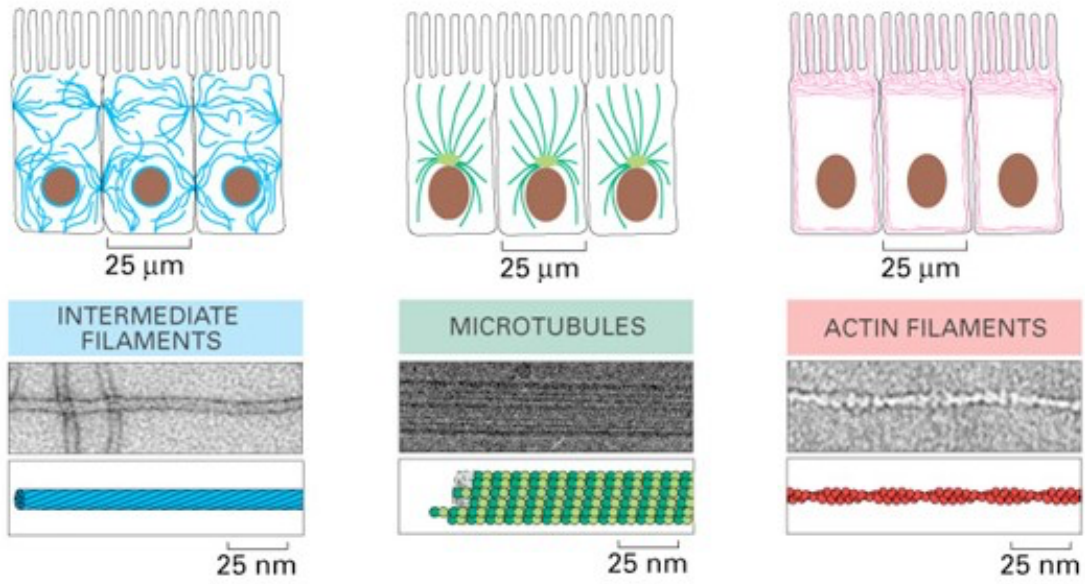 25 μm
25 μm
25 μm
INTERMEDIATE
FILAMENTS
MICROTUBULES
ACTIN FILAMENTS
25 nm
25 nm
25 nm